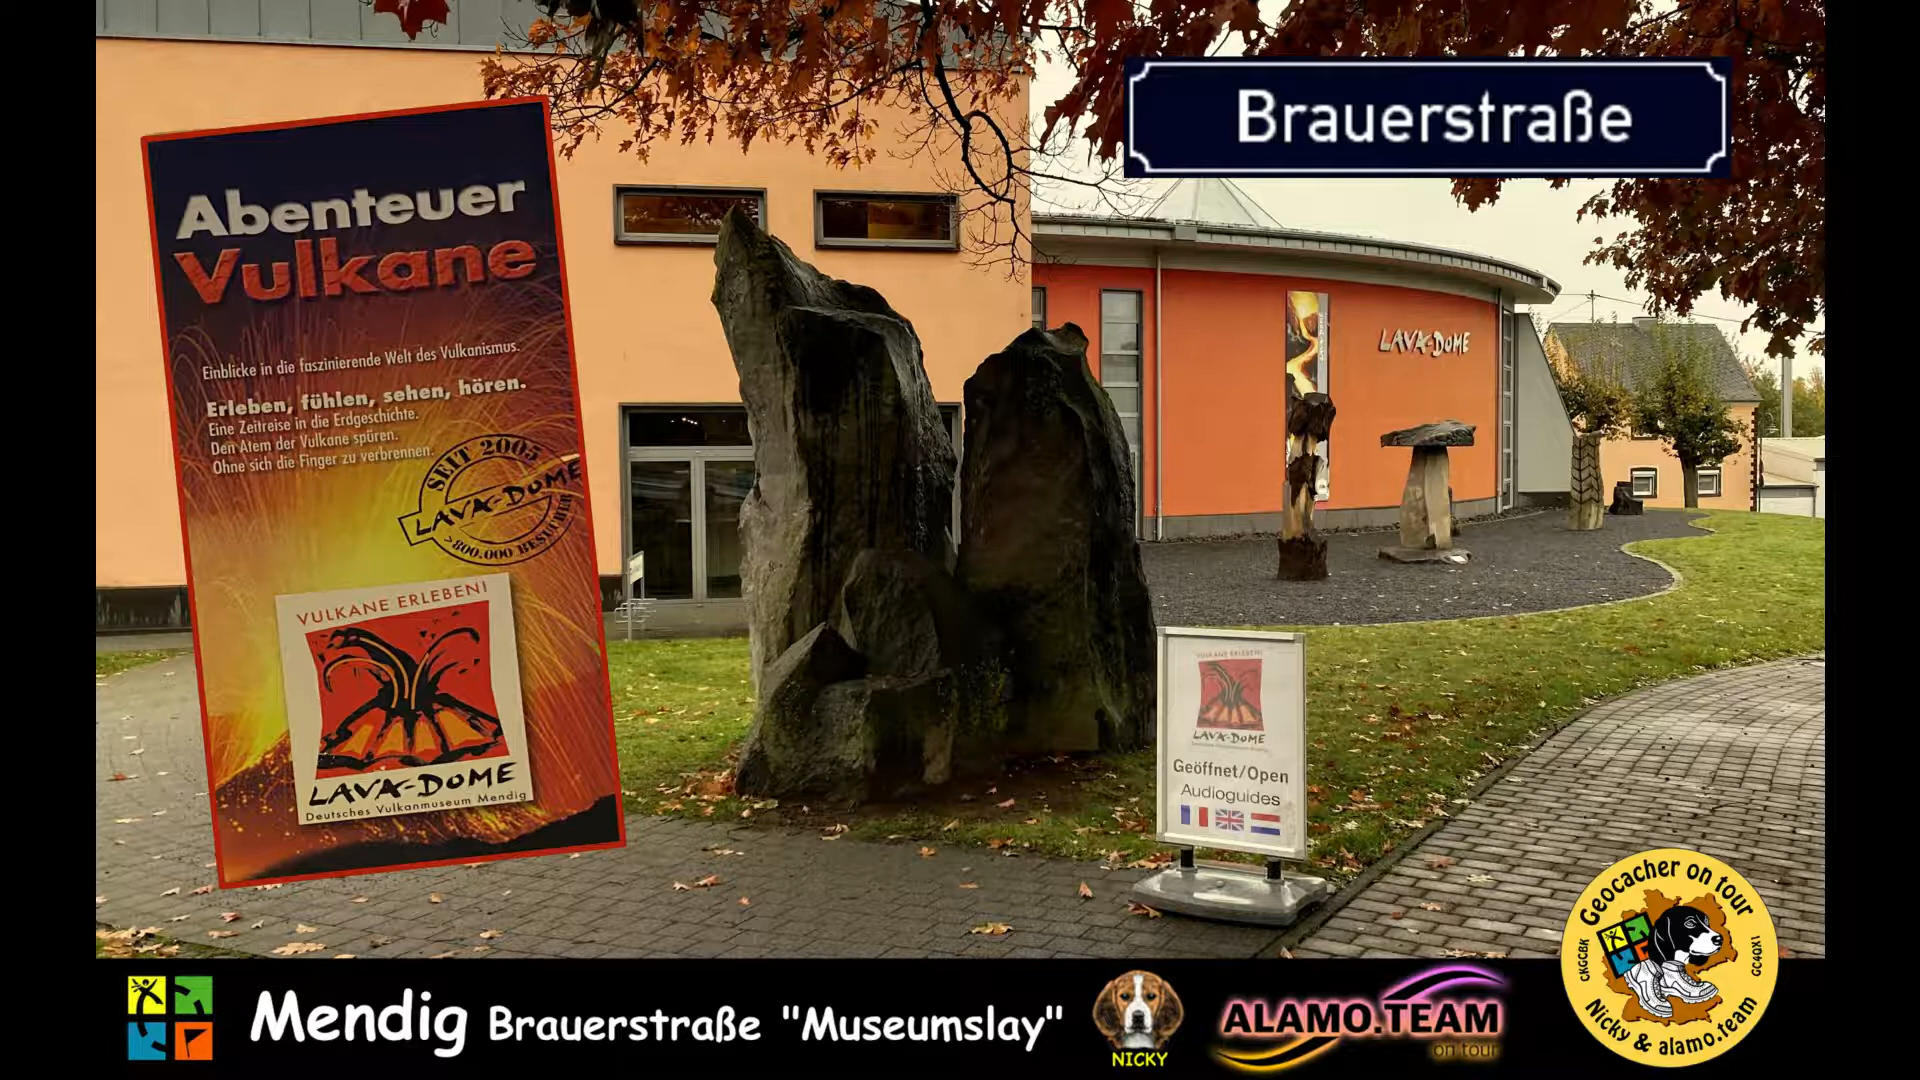 Brauerstraße
Abenteuer
Vulkane
Einblicke in die faszinierende Welt des Vulkanismus.
Erleben, fühlen, sehen, hören.
Eine Zeitreise in die Erdgeschichte.
Den Atem der Vulkane spüren.
Ohne sich die Finger zu verbrennen.
SEIT 2005
LAVA-DOME
>800.000 BESUCHER
VULKANE ERLEBEN!
LAVA-DOME
Deutsches Vulkanmuseum Mendig
LAVA-DOME
VULKANE ERLEBEN!
LAVA-DOME
Geöffnet/Open
Audioguides
Geocacher on tour
CKGCBK
GC4QX1
Nicky & alamo.team
Mendig Brauerstraße "Museumslay"
NICKY
ALAMO.TEAM
on tour